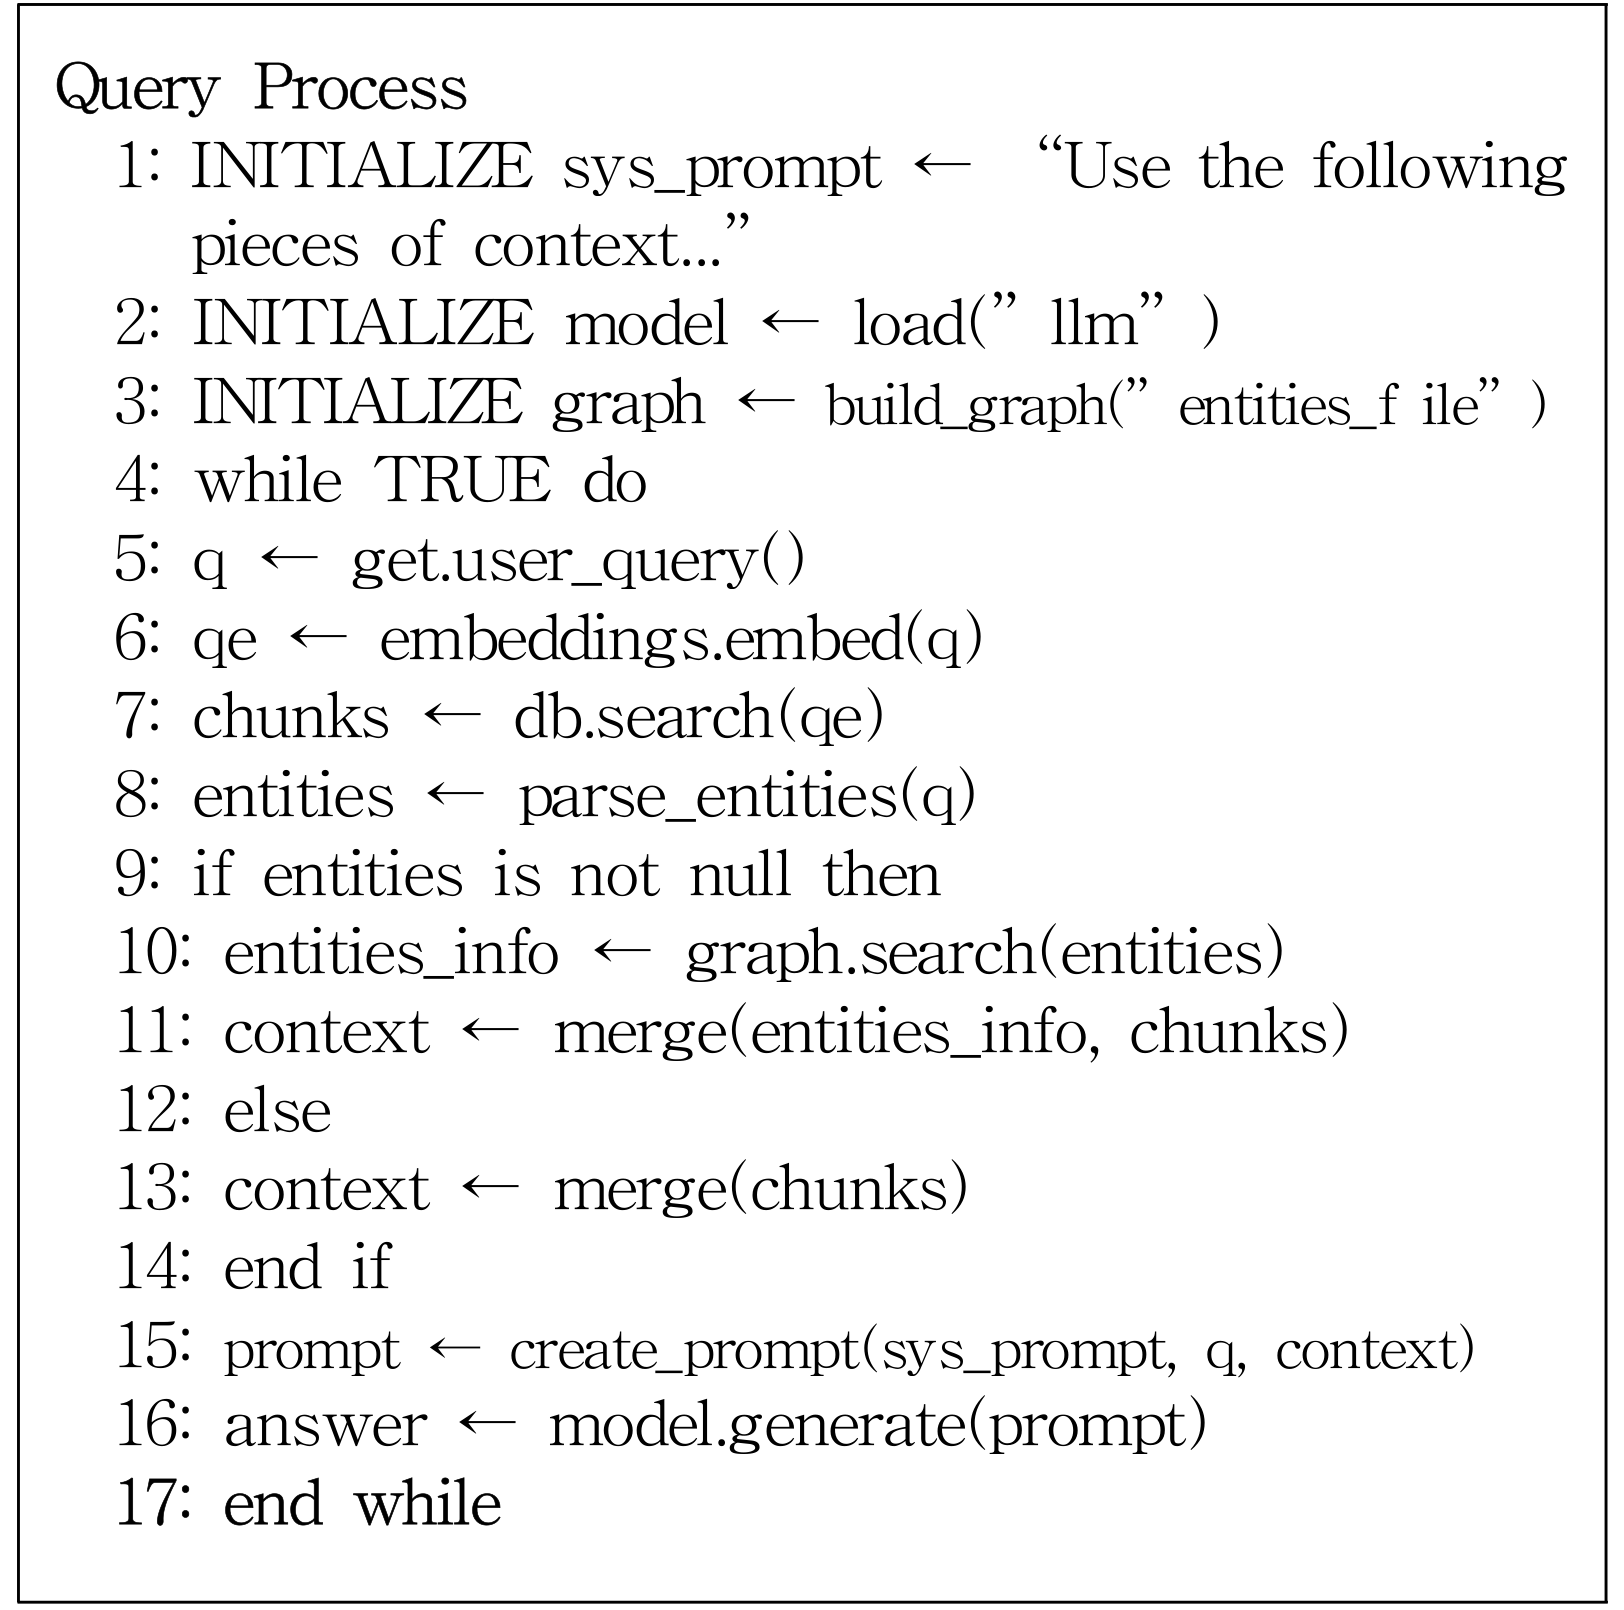 Query Process
1: INITIALIZE sys_prompt ← “Use the following
pieces of context...”
2: INITIALIZE model ← load(” llm” )
3: INITIALIZE graph ← build_graph(” entities_f ile” )
4: while TRUE do
5: q ← get.user_query()
6: qe ← embeddings.embed(q)
7: chunks ← db.search(qe)
8: entities ← parse_entities(q)
9: if entities is not null then
10: entities_info ← graph.search(entities)
11: context ← merge(entities_info, chunks)
12: else
13: context ← merge(chunks)
14: end if
15: prompt ← create_prompt(sys_prompt, q, context)
16: answer ← model.generate(prompt)
17: end while